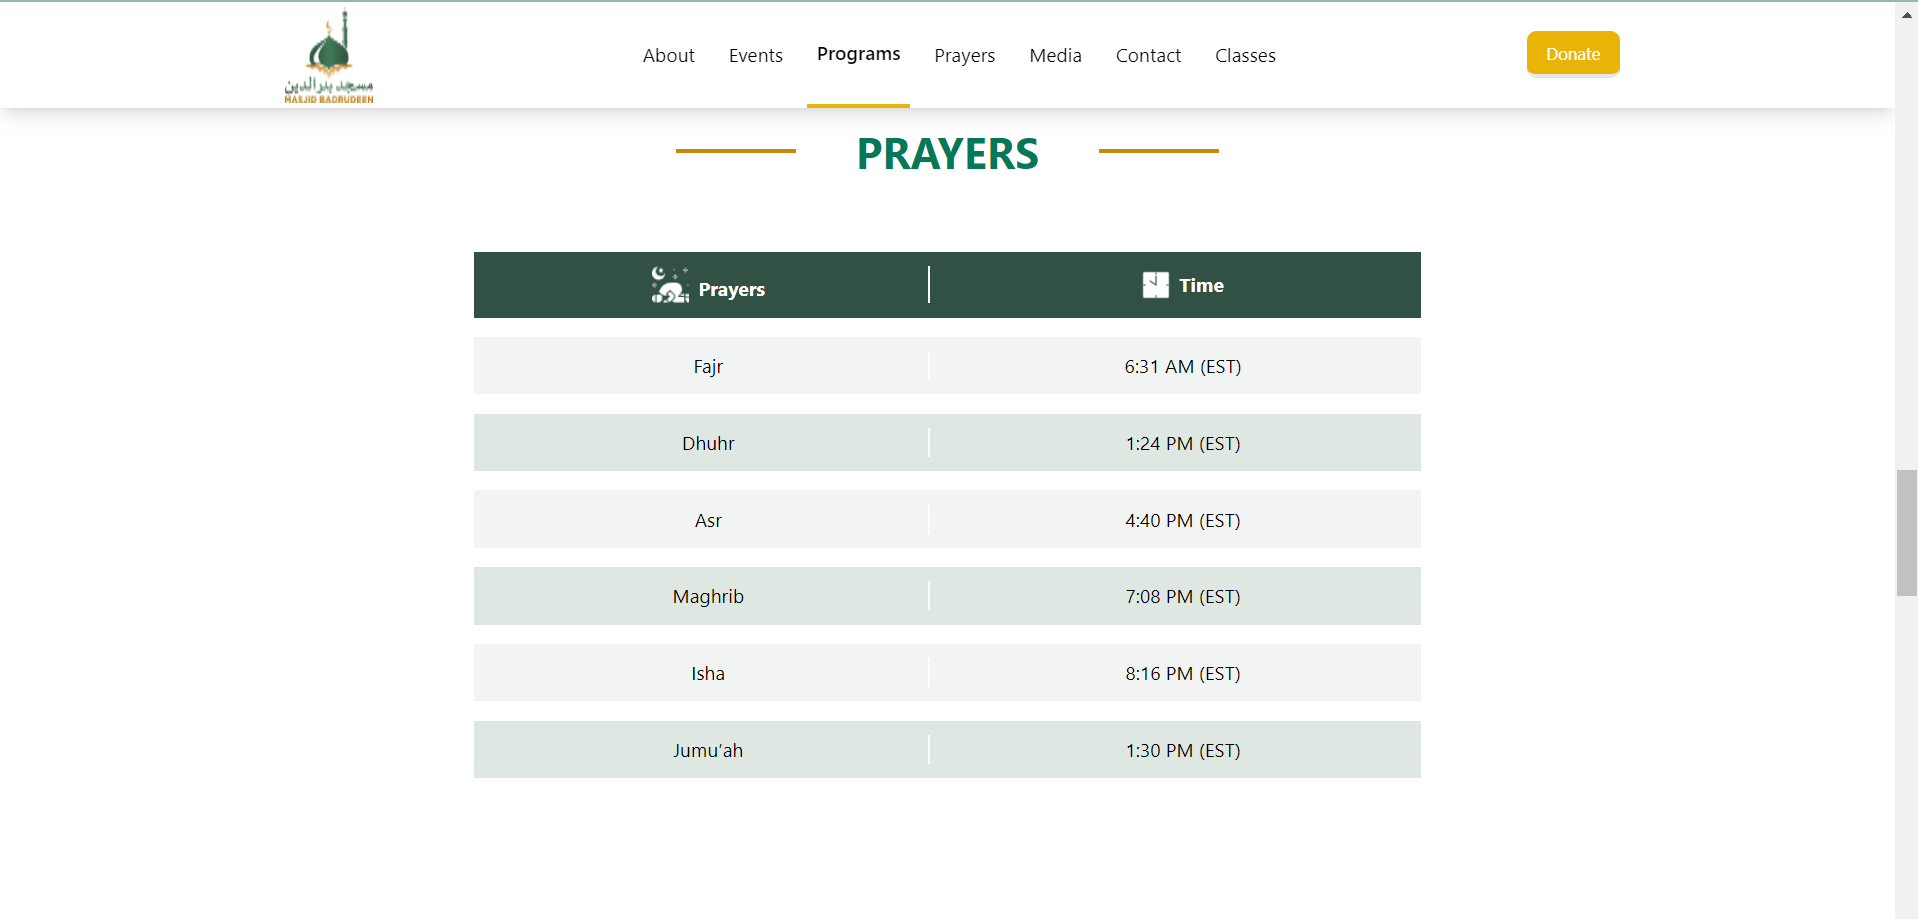 مسجد بدر الدين
MASJID BADRUDEEN
About Events Programs Prayers Media Contact Classes
Donate
PRAYERS
Prayers Time
Fajr 6:31 AM (EST)
Dhuhr 1:24 PM (EST)
Asr 4:40 PM (EST)
Maghrib 7:08 PM (EST)
Isha 8:16 PM (EST)
Jumu’ah 1:30 PM (EST)